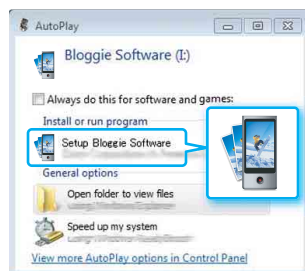 AutoPlay
Bloggie Software (I:)
Always do this for software and games:
Install or run program
Setup Bloggie Software
General options
Open folder to view files
Speed up my system
View more AutoPlay options in Control Panel